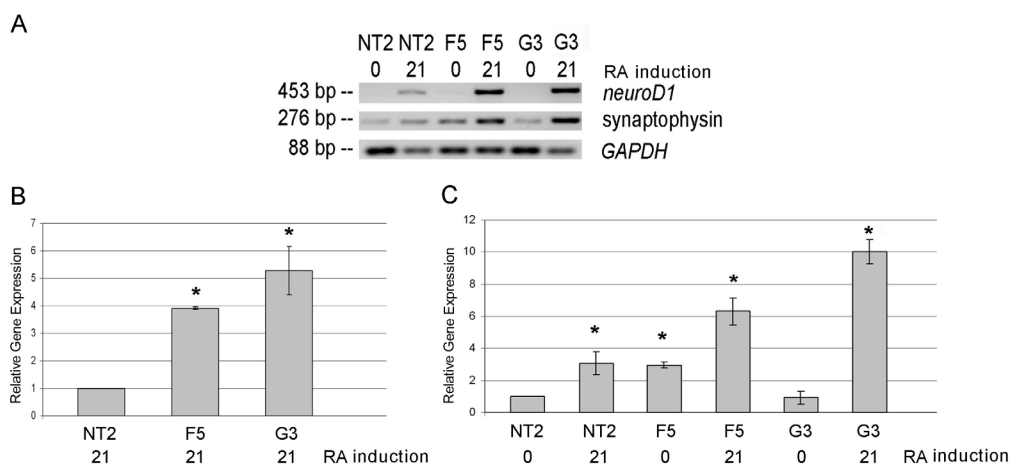 A
NT2 NT2 F5 F5 G3 G3
0 21 0 21 0 21 RA induction
453 bp -- neuroD1
276 bp -- synaptophysin
88 bp -- GAPDH
B
Relative Gene Expression
7
6
5
4
3
2
1
0
*
*
NT2 F5 G3
21 21 21 RA induction
C
Relative Gene Expression
12
10
8
6
4
2
0
*
*
*
*
NT2 NT2 F5 F5 G3 G3
0 21 0 21 0 21 RA induction